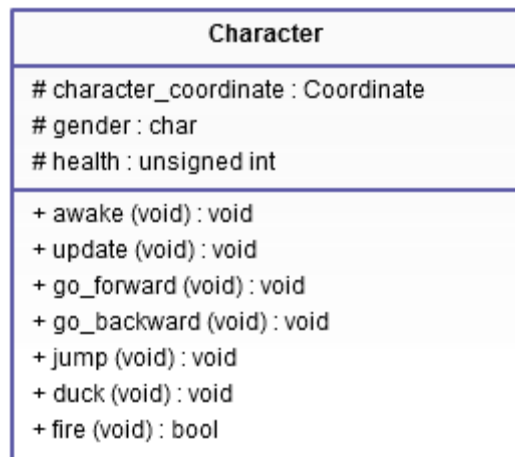 Character
# character_coordinate : Coordinate
# gender : char
# health : unsigned int
+ awake (void) : void
+ update (void) : void
+ go_forward (void) : void
+ go_backward (void) : void
+ jump (void) : void
+ duck (void) : void
+ fire (void) : bool